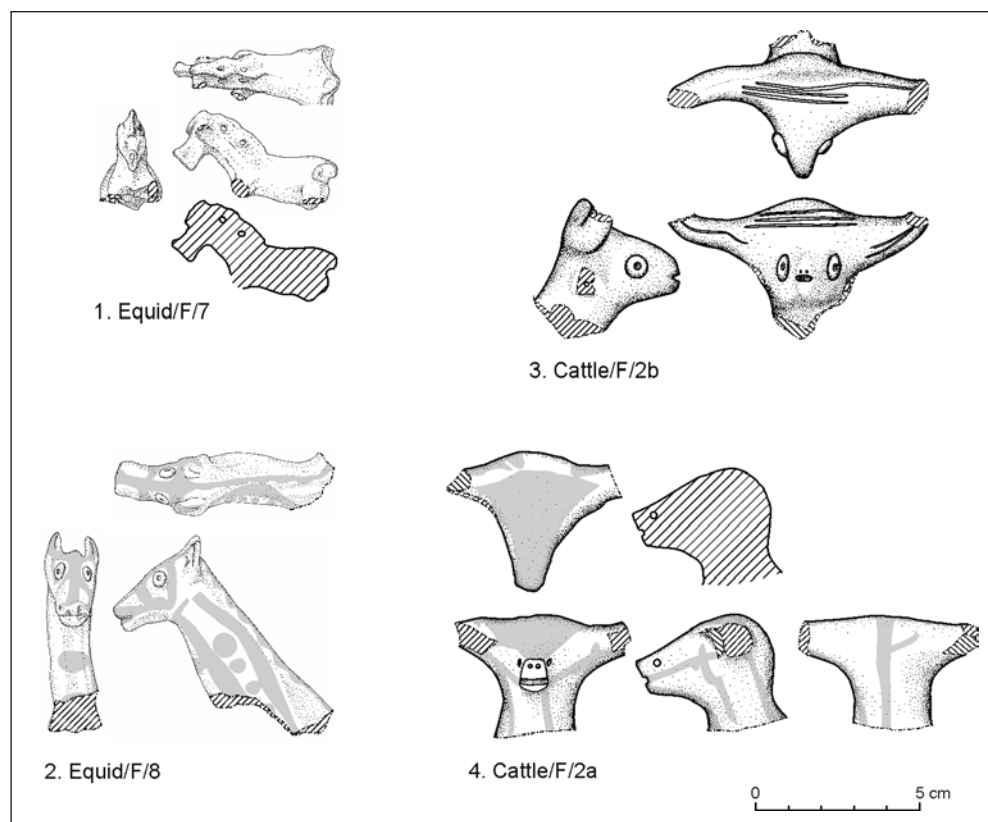 1. Equid/F/7
3. Cattle/F/2b
2. Equid/F/8
4. Cattle/F/2a
0 5 cm